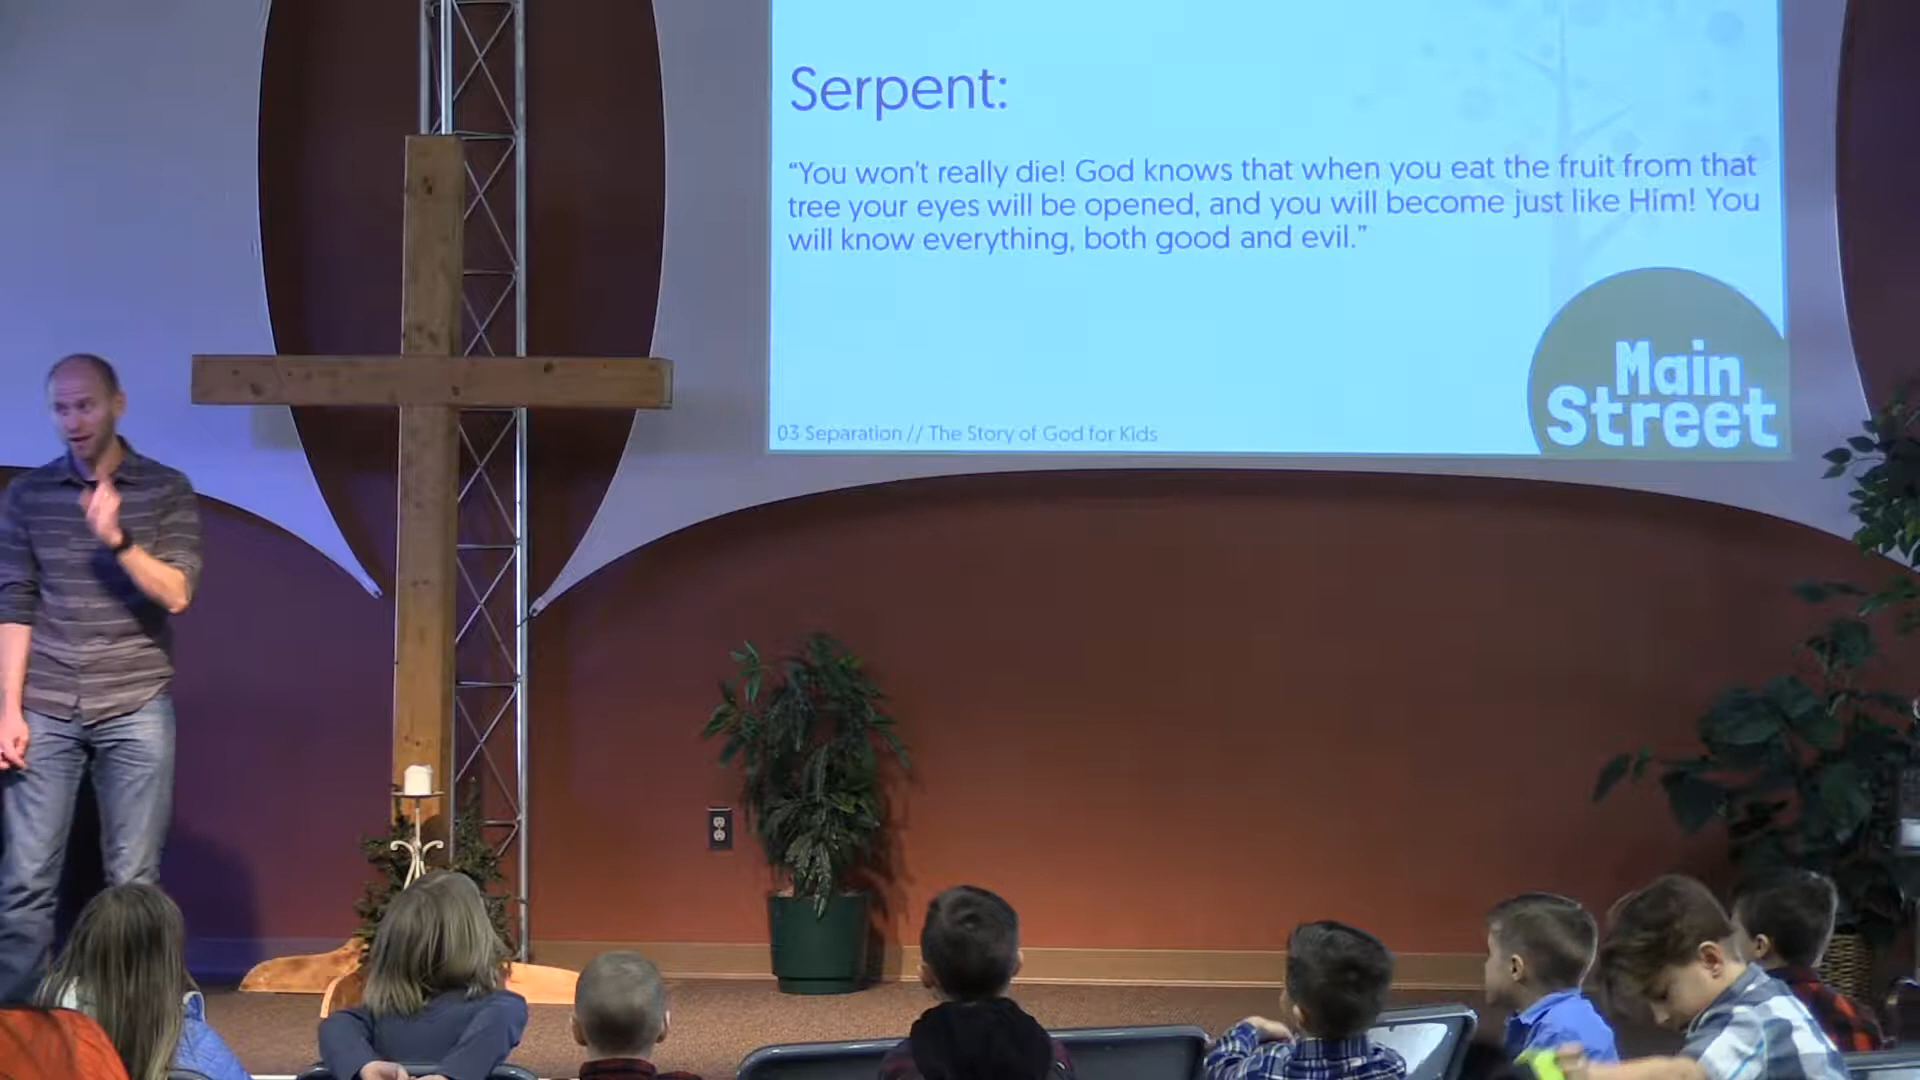 Serpent:
“You won't really die! God knows that when you eat the fruit from that
tree your eyes will be opened, and you will become just like Him! You
will know everything, both good and evil.”
Main
Street
03 Separation // The Story of God for Kids